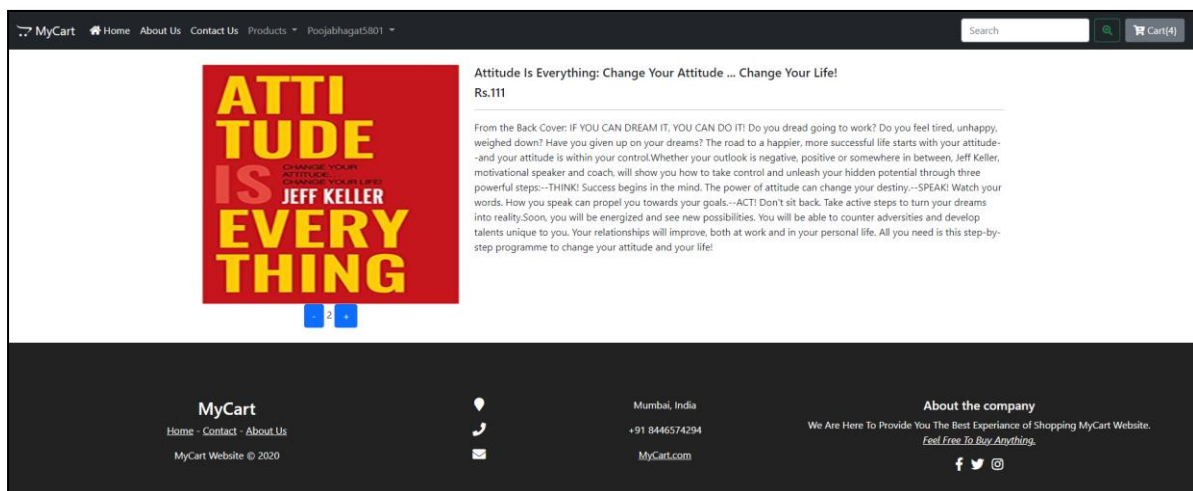 MyCart Home About Us Contact Us Products Poojabhagat5801 Search Cart(4)
ATTI
TUDE
IS
CHANGE YOUR
ATTITUDE...
CHANGE YOUR LIFE!
JEFF KELLER
EVERY
THING
- 2 +
Attitude Is Everything: Change Your Attitude ... Change Your Life!
Rs.111
From the Back Cover: IF YOU CAN DREAM IT, YOU CAN DO IT! Do you dread going to work? Do you feel tired, unhappy,
weighed down? Have you given up on your dreams? The road to a happier, more successful life starts with your attitude-
-and your attitude is within your control.Whether your outlook is negative, positive or somewhere in between, Jeff Keller,
motivational speaker and coach, will show you how to take control and unleash your hidden potential through three
powerful steps:--THINK! Success begins in the mind. The power of attitude can change your destiny.--SPEAK! Watch your
words. How you speak can propel you towards your goals.--ACT! Don't sit back. Take active steps to turn your dreams
into reality.Soon, you will be energized and see new possibilities. You will be able to counter adversities and develop
talents unique to you. Your relationships will improve, both at work and in your personal life. All you need is this step-by-
step programme to change your attitude and your life!
MyCart
Home - Contact - About Us
MyCart Website © 2020
Mumbai, India
+91 8446574294
MyCart.com
About the company
We Are Here To Provide You The Best Experiance of Shopping MyCart Website.
Feel Free To Buy Anything.